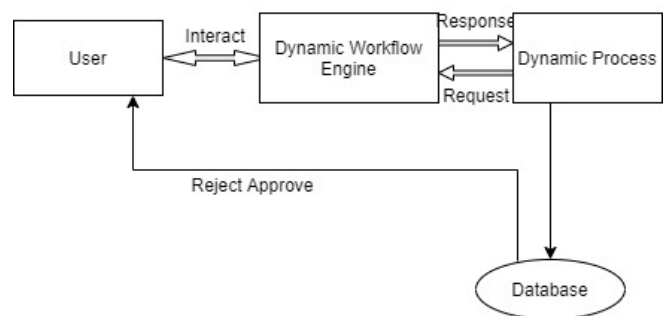 Response
Interact
User
Dynamic Workflow
Engine
Dynamic Process
Request
Reject Approve
Database